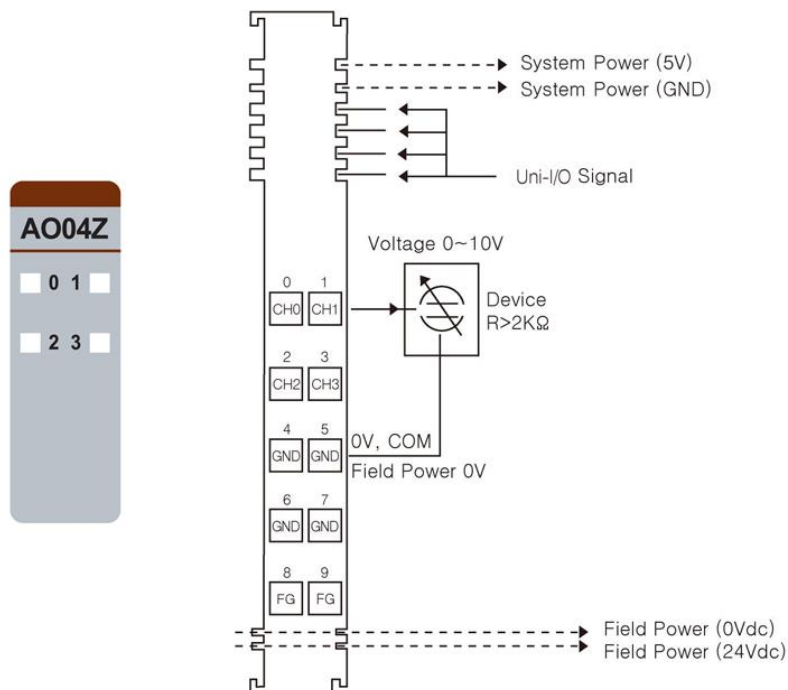 System Power (5V)
System Power (GND)
Uni-I/O Signal
AO04Z
0 1
2 3
Voltage 0~10V
Device
R>2KΩ
0 1
CH0 CH1
2 3
CH2 CH3
4 5
GND GND
0V, COM
Field Power 0V
6 7
GND GND
8 9
FG FG
Field Power (0Vdc)
Field Power (24Vdc)